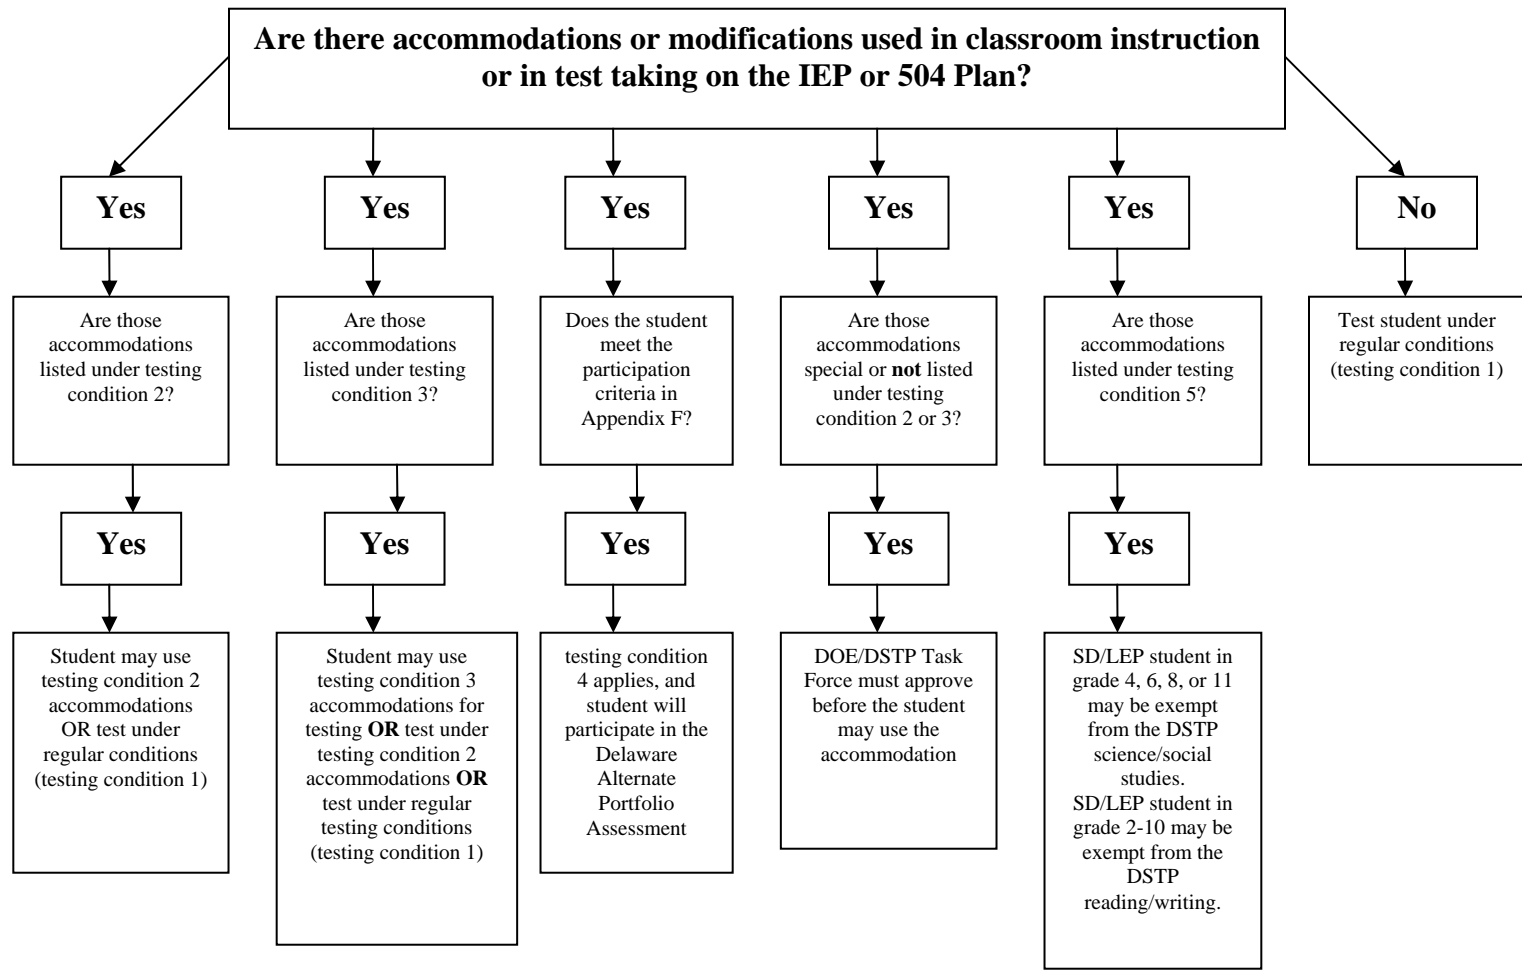 Are there accommodations or modifications used in classroom instruction
or in test taking on the IEP or 504 Plan?
Yes
Yes
Yes
Yes
Yes
No
Are those
accommodations
listed under testing
condition 2?
Are those
accommodations
listed under testing
condition 3?
Does the student
meet the
participation
criteria in
Appendix F?
Are those
accommodations
special or not listed
under testing
condition 2 or 3?
Are those
accommodations
listed under testing
condition 5?
Test student under
regular conditions
(testing condition 1)
Yes
Yes
Yes
Yes
Yes
Student may use
testing condition 2
accommodations
OR test under
regular conditions
(testing condition 1)
Student may use
testing condition 3
accommodations for
testing OR test under
testing condition 2
accommodations OR
test under regular
testing conditions
(testing condition 1)
testing condition
4 applies, and
student will
participate in the
Delaware
Alternate
Portfolio
Assessment
DOE/DSTP Task
Force must approve
before the student
may use the
accommodation
SD/LEP student in
grade 4, 6, 8, or 11
may be exempt
from the DSTP
science/social
studies.
SD/LEP student in
grade 2-10 may be
exempt from the
DSTP
reading/writing.